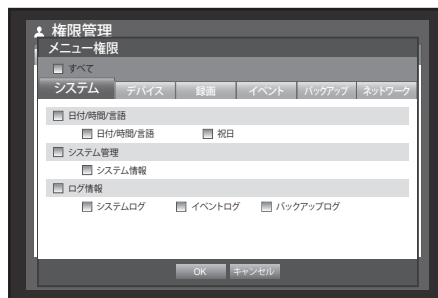 権限管理
メニュー権限
すべて
システム デバイス 録画 イベント バックアップ ネットワーク
日付/時間/言語
日付/時間/言語 祝日
システム管理
システム情報
ログ情報
システムログ イベントログ バックアップログ
OK キャンセル